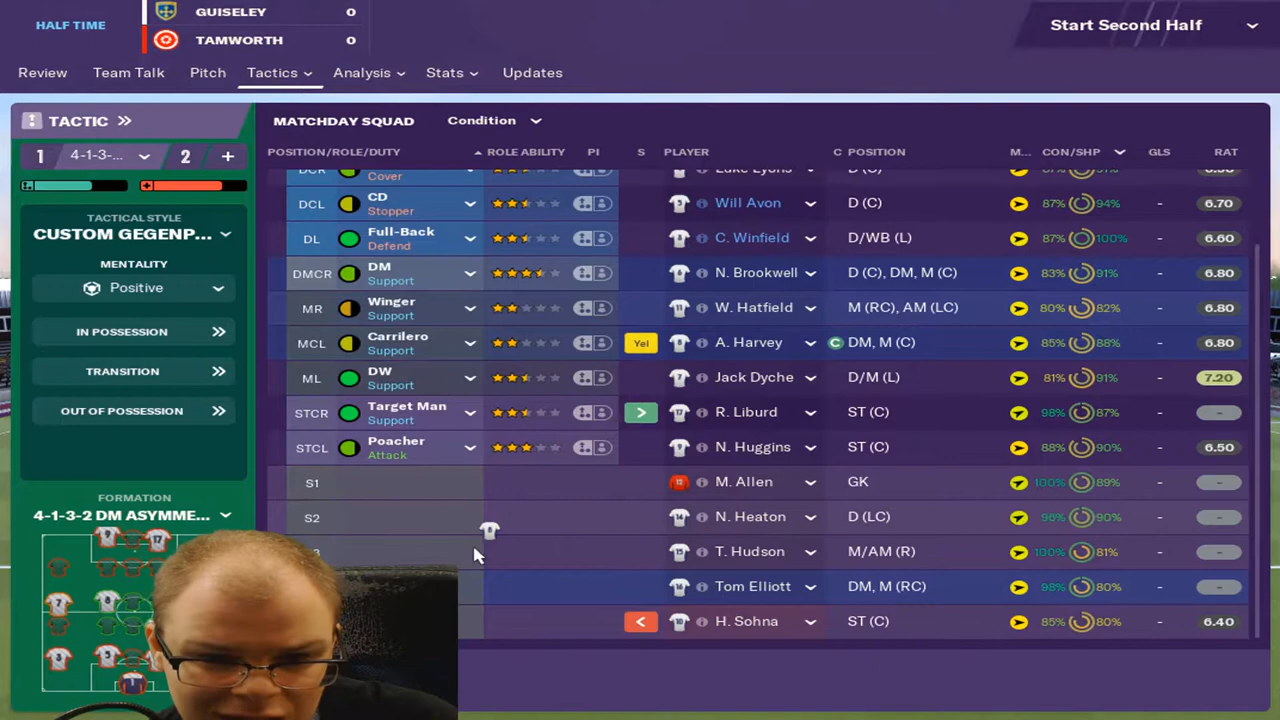 HALF TIME
GUISELEY 0
TAMWORTH 0
Start Second Half
Review Team Talk Pitch Tactics Analysis Stats Updates
TACTIC
1 4-1-3-... 2 +
TACTICAL STYLE
CUSTOM GEGENP...
MENTALITY
Positive
IN POSSESSION
TRANSITION
OUT OF POSSESSION
FORMATION
4-1-3-2 DM ASYMME...
MATCHDAY SQUAD Condition
POSITION/ROLE/DUTY ROLE ABILITY PI S PLAYER C POSITION M... CON/SHP GLS RAT
Cover
DCL CD Stopper Will Avon D (C) 87% 94% - 6.70
DL Full-Back Defend C. Winfield D/WB (L) 87% 100% - 6.60
DMCR DM Support N. Brookwell D (C), DM, M (C) 83% 91% - 6.80
MR Winger Support W. Hatfield M (RC), AM (LC) 80% 82% - 6.80
MCL Carrilero Support Yel A. Harvey C DM, M (C) 85% 88% - 6.80
ML DW Support Jack Dyche D/M (L) 81% 91% - 7.20
STCR Target Man Support R. Liburd ST (C) 98% 87% - -
STCL Poacher Attack N. Huggins ST (C) 88% 90% - 6.50
S1 M. Allen GK 100% 89% - -
S2 N. Heaton D (LC) 96% 90% - -
T. Hudson M/AM (R) 100% 81% - -
Tom Elliott DM, M (RC) 98% 80% - -
H. Sohna ST (C) 85% 80% - 6.40